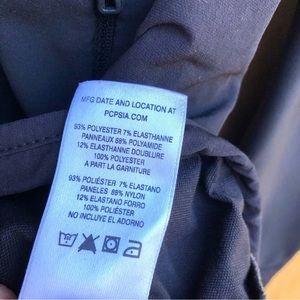 MFG DATE AND LOCATION AT
PCPSIA.COM
93% POLYESTER 7% ELASTHANNE
PANNEAUX 88% POLYAMIDE
12% ELASTHANNE DOUBLURE
100% POLYESTER
A PART LA GARNITURE
93% POLIÉSTER 7% ELASTANO
PANELES 88% NYLON
12% ELASTANO FORRO
100% POLIÉSTER
NO INCLUYE EL ADORNO